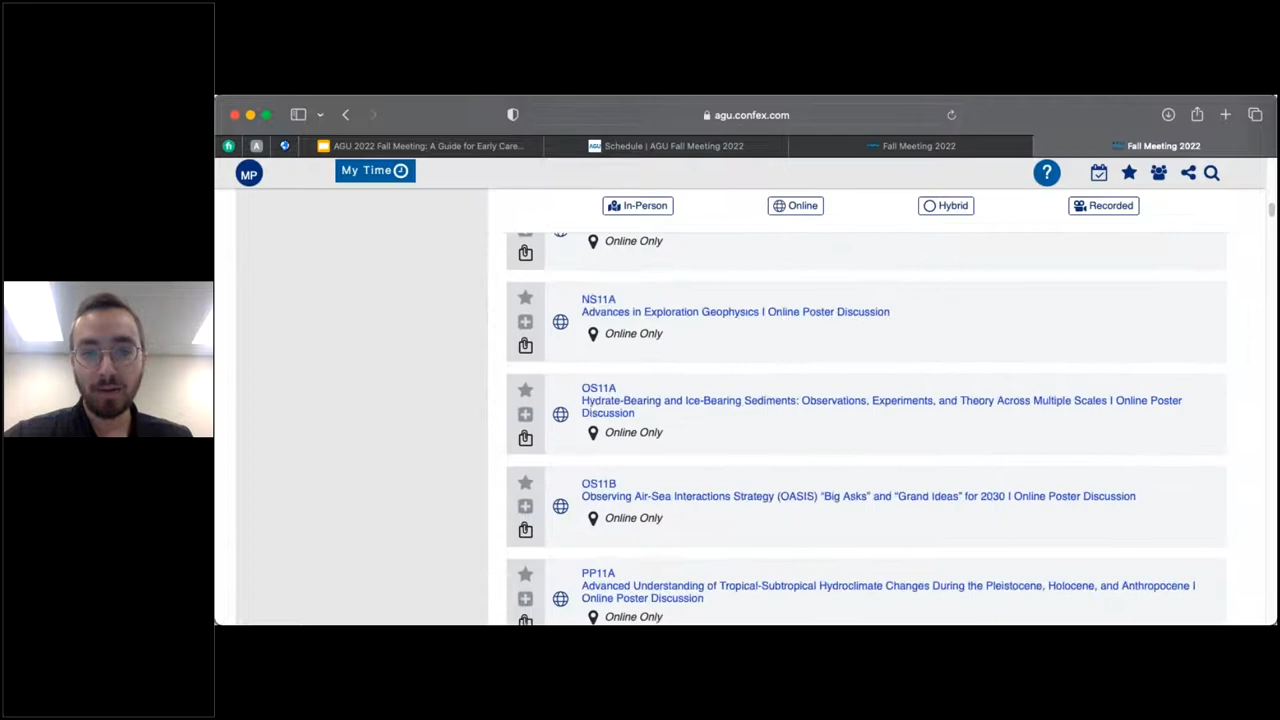 agu.confex.com
AGU 2022 Fall Meeting: A Guide for Early Care...
AGU Schedule | AGU Fall Meeting 2022
Fall Meeting 2022
Fall Meeting 2022
MP
My Time
?
In-Person
Online
Hybrid
Recorded
Online Only
NS11A
Advances in Exploration Geophysics I Online Poster Discussion
Online Only
OS11A
Hydrate-Bearing and Ice-Bearing Sediments: Observations, Experiments, and Theory Across Multiple Scales I Online Poster
Discussion
Online Only
OS11B
Observing Air-Sea Interactions Strategy (OASIS) “Big Asks” and “Grand Ideas” for 2030 I Online Poster Discussion
Online Only
PP11A
Advanced Understanding of Tropical-Subtropical Hydroclimate Changes During the Pleistocene, Holocene, and Anthropocene I
Online Poster Discussion
Online Only